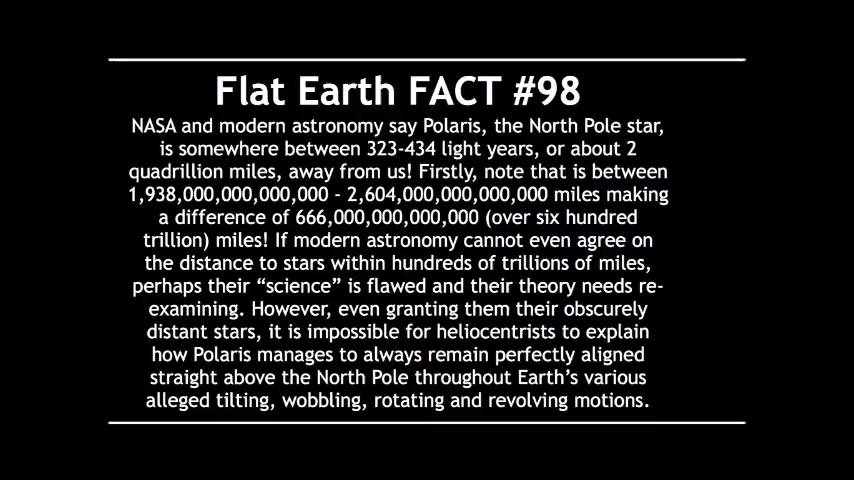 Flat Earth FACT #98
NASA and modern astronomy say Polaris, the North Pole star,
is somewhere between 323-434 light years, or about 2
quadrillion miles, away from us! Firstly, note that is between
1,938,000,000,000,000 - 2,604,000,000,000,000 miles making
a difference of 666,000,000,000,000 (over six hundred
trillion) miles! If modern astronomy cannot even agree on
the distance to stars within hundreds of trillions of miles,
perhaps their “science” is flawed and their theory needs re-
examining. However, even granting them their obscurely
distant stars, it is impossible for heliocentrists to explain
how Polaris manages to always remain perfectly aligned
straight above the North Pole throughout Earth’s various
alleged tilting, wobbling, rotating and revolving motions.